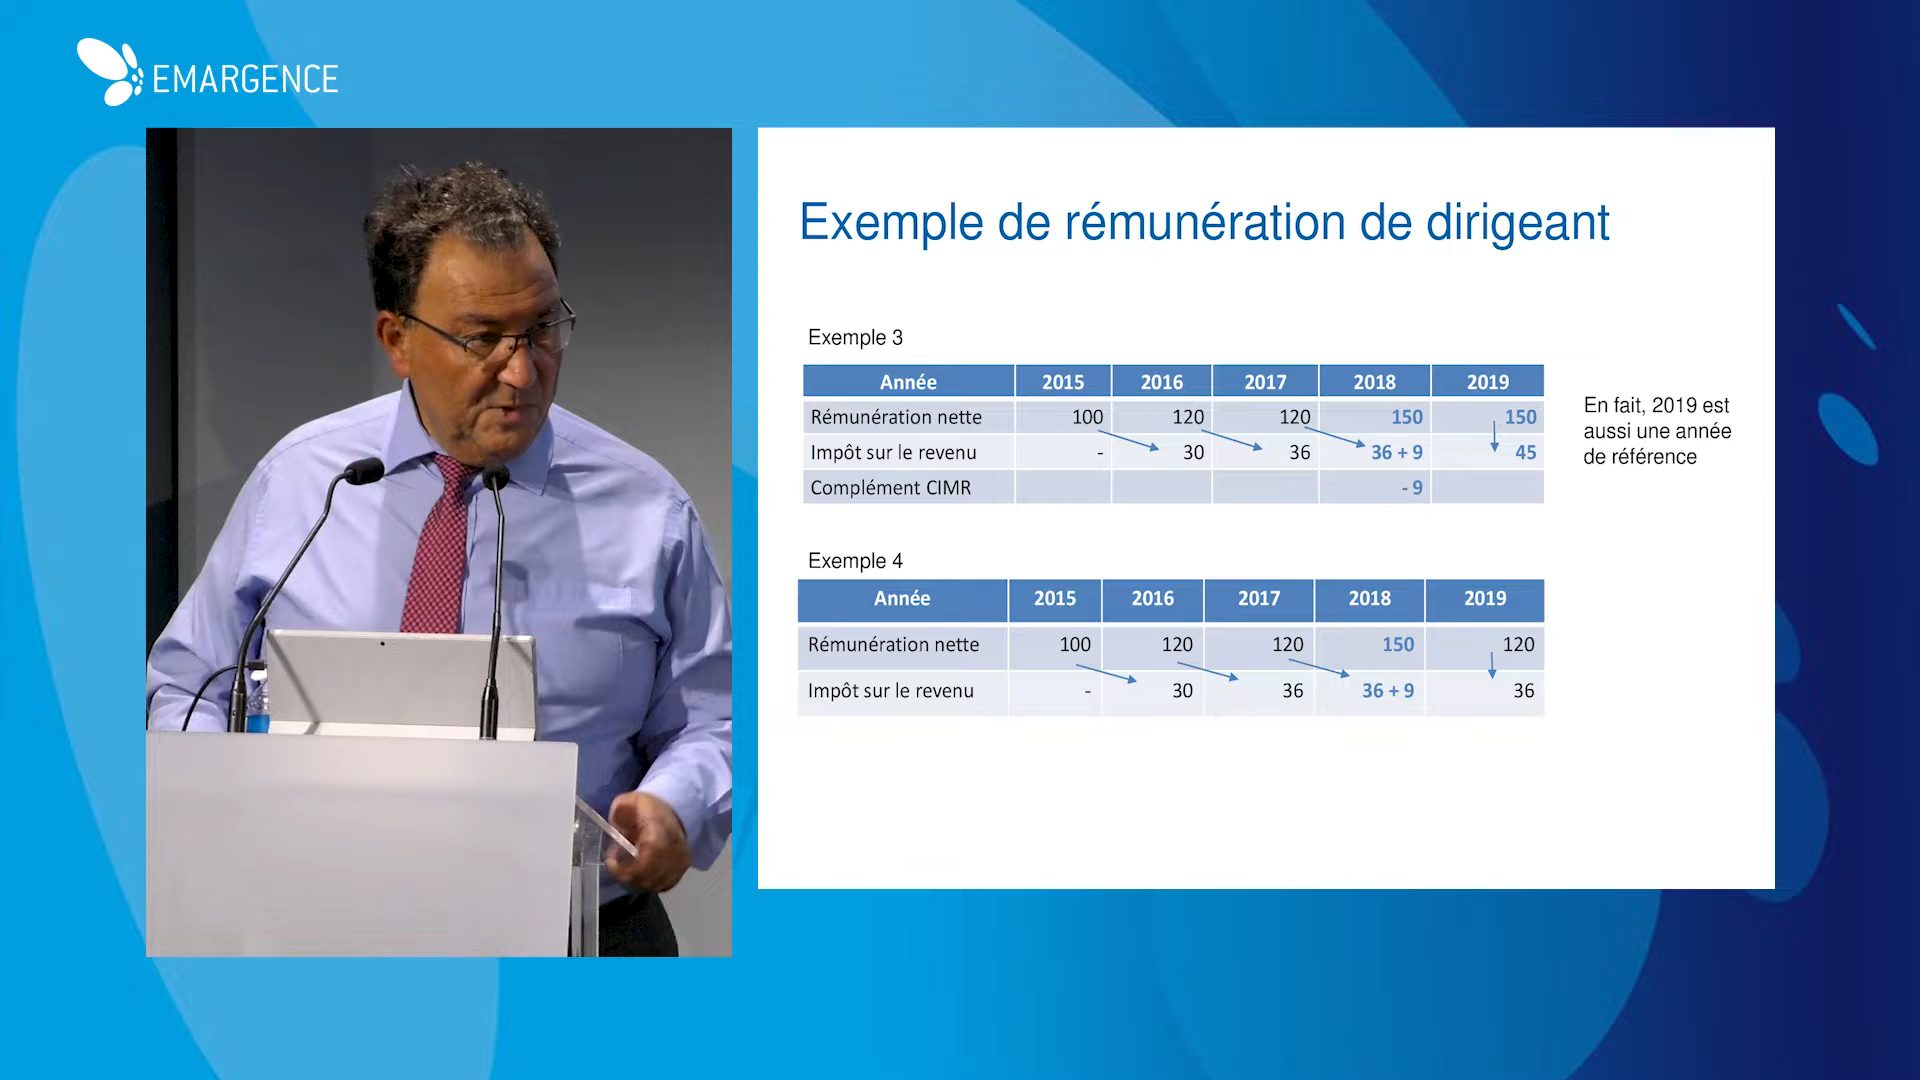 EMARGENCE
Exemple de rémunération de dirigeant
Exemple 3
Année 2015 2016 2017 2018 2019
Rémunération nette 100 120 120 150 150
Impôt sur le revenu - 30 36 36 + 9 45
Complément CIMR - 9
En fait, 2019 est
aussi une année
de référence
Exemple 4
Année 2015 2016 2017 2018 2019
Rémunération nette 100 120 120 150 120
Impôt sur le revenu - 30 36 36 + 9 36